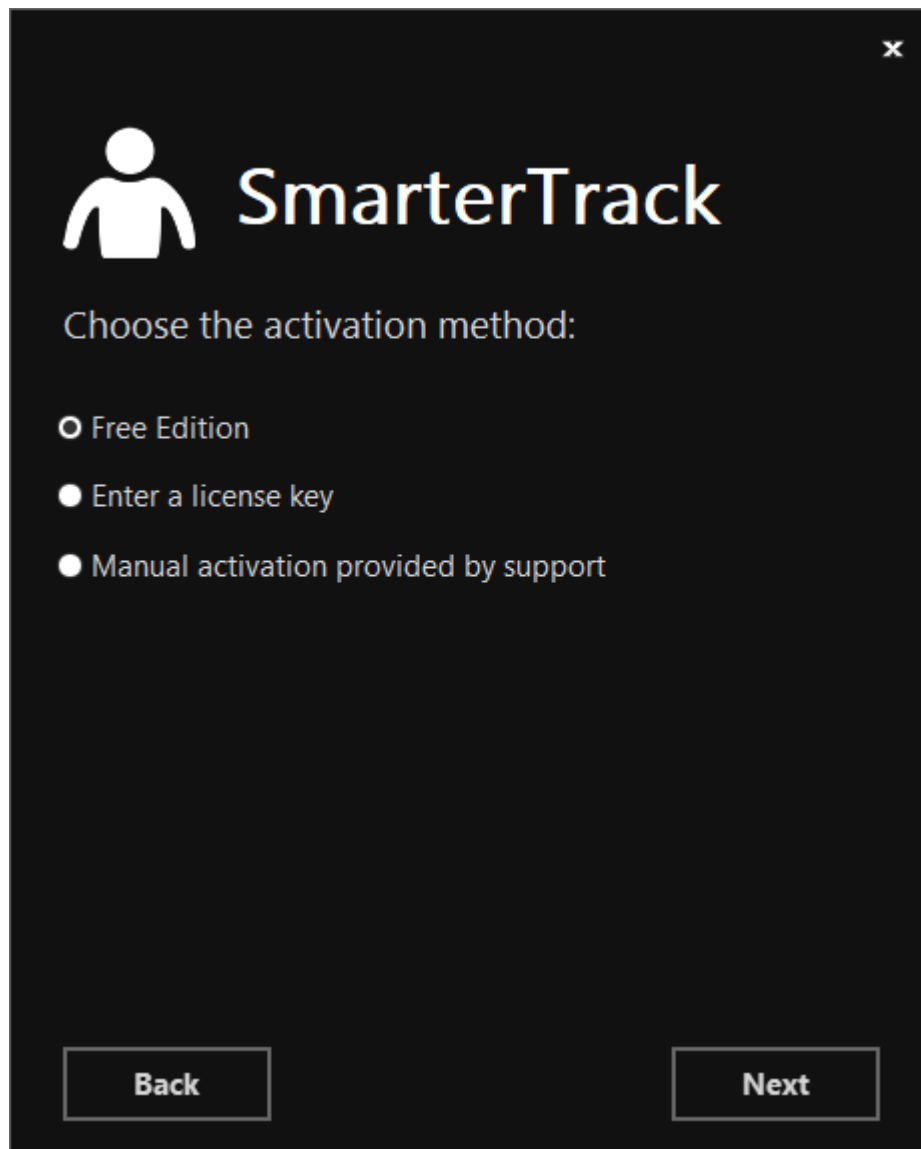 x
SmarterTrack
Choose the activation method:
Free Edition
Enter a license key
Manual activation provided by support
Back
Next